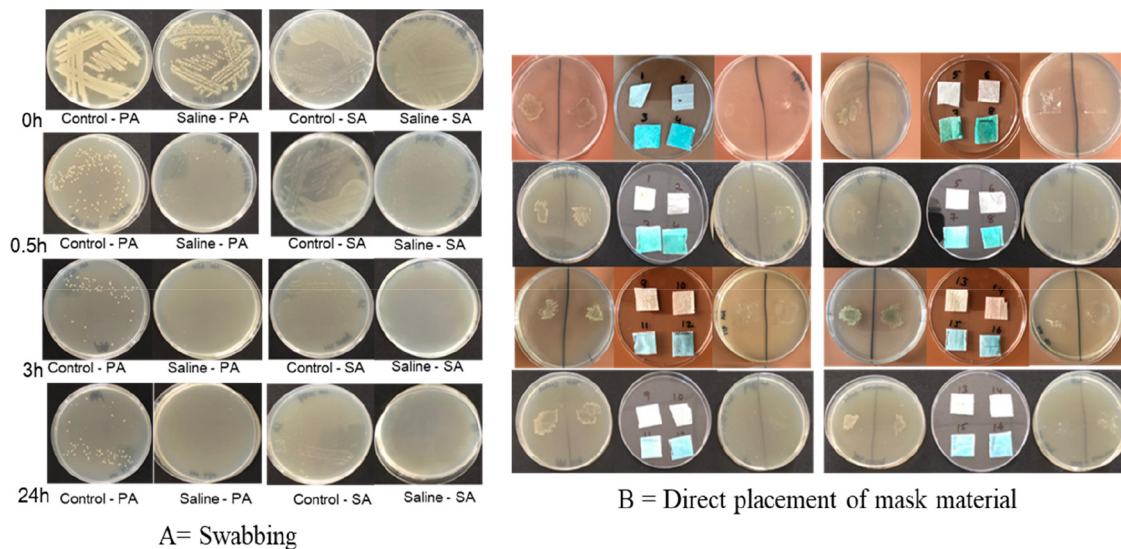 0h
Control - PA Saline - PA Control - SA Saline - SA
0.5h
Control - PA Saline - PA Control - SA Saline - SA
3h
Control - PA Saline - PA Control - SA Saline - SA
24h
Control - PA Saline - PA Control - SA Saline - SA
A= Swabbing
1 2
3 4
5 6
7 8
1 2
3 4
5 6
7 8
9 10
11 12
13 14
15 16
9 10
11
13 14
15 16
B = Direct placement of mask material